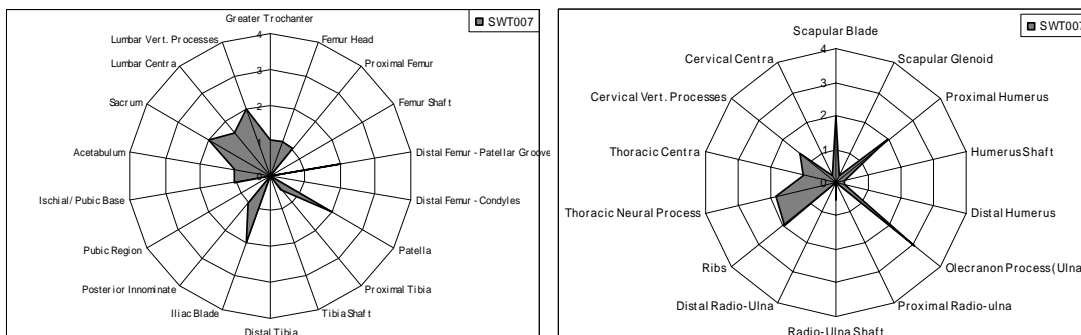 Greater Trochanter
SWT007
Lumbar Vert. Processes
Femur Head
Lumbar Centra
Proximal Femur
Sacrum
Femur Shaft
Acetabulum
Distal Femur - Patellar Groove
Ischial/ Pubic Base
Distal Femur - Condyles
Pubic Region
Patella
Posterior Innominate
Proximal Tibia
Iliac Blade
Tibia Shaft
Distal Tibia
4
3
2
1
0
SWT007
Scapular Blade
Cervical Centra
Scapular Glenoid
Cervical Vert. Processes
Proximal Humerus
Thoracic Centra
Humerus Shaft
Thoracic Neural Process
Distal Humerus
Ribs
Olecranon Process (Ulna
Distal Radio-Ulna
Proximal Radio-ulna
Radio-Ulna Shaft
4
3
2
1
0